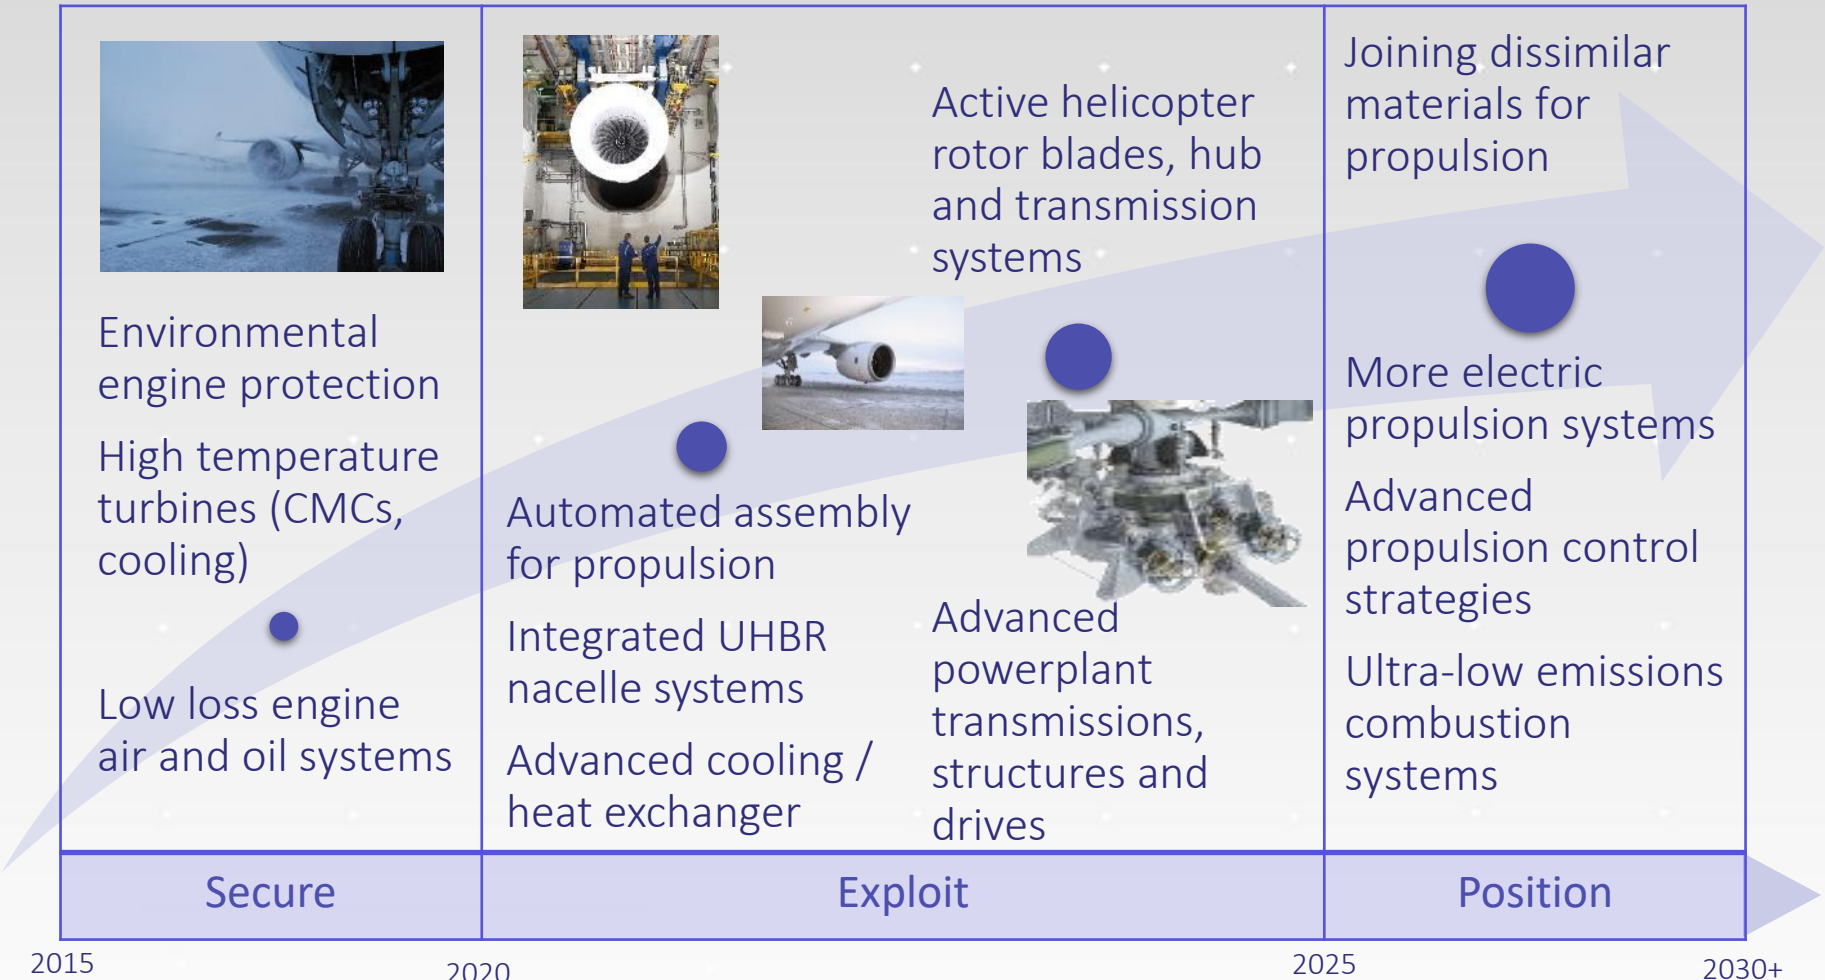 Environmental
engine protection
High temperature
turbines (CMCs,
cooling)
Low loss engine
air and oil systems
Automated assembly
for propulsion
Integrated UHBR
nacelle systems
Advanced cooling /
heat exchanger
Active helicopter
rotor blades, hub
and transmission
systems
Advanced
powerplant
transmissions,
structures and
drives
Joining dissimilar
materials for
propulsion
More electric
propulsion systems
Advanced
propulsion control
strategies
Ultra-low emissions
combustion
systems
Secure
Exploit
Position
2015
2020
2025
2030+